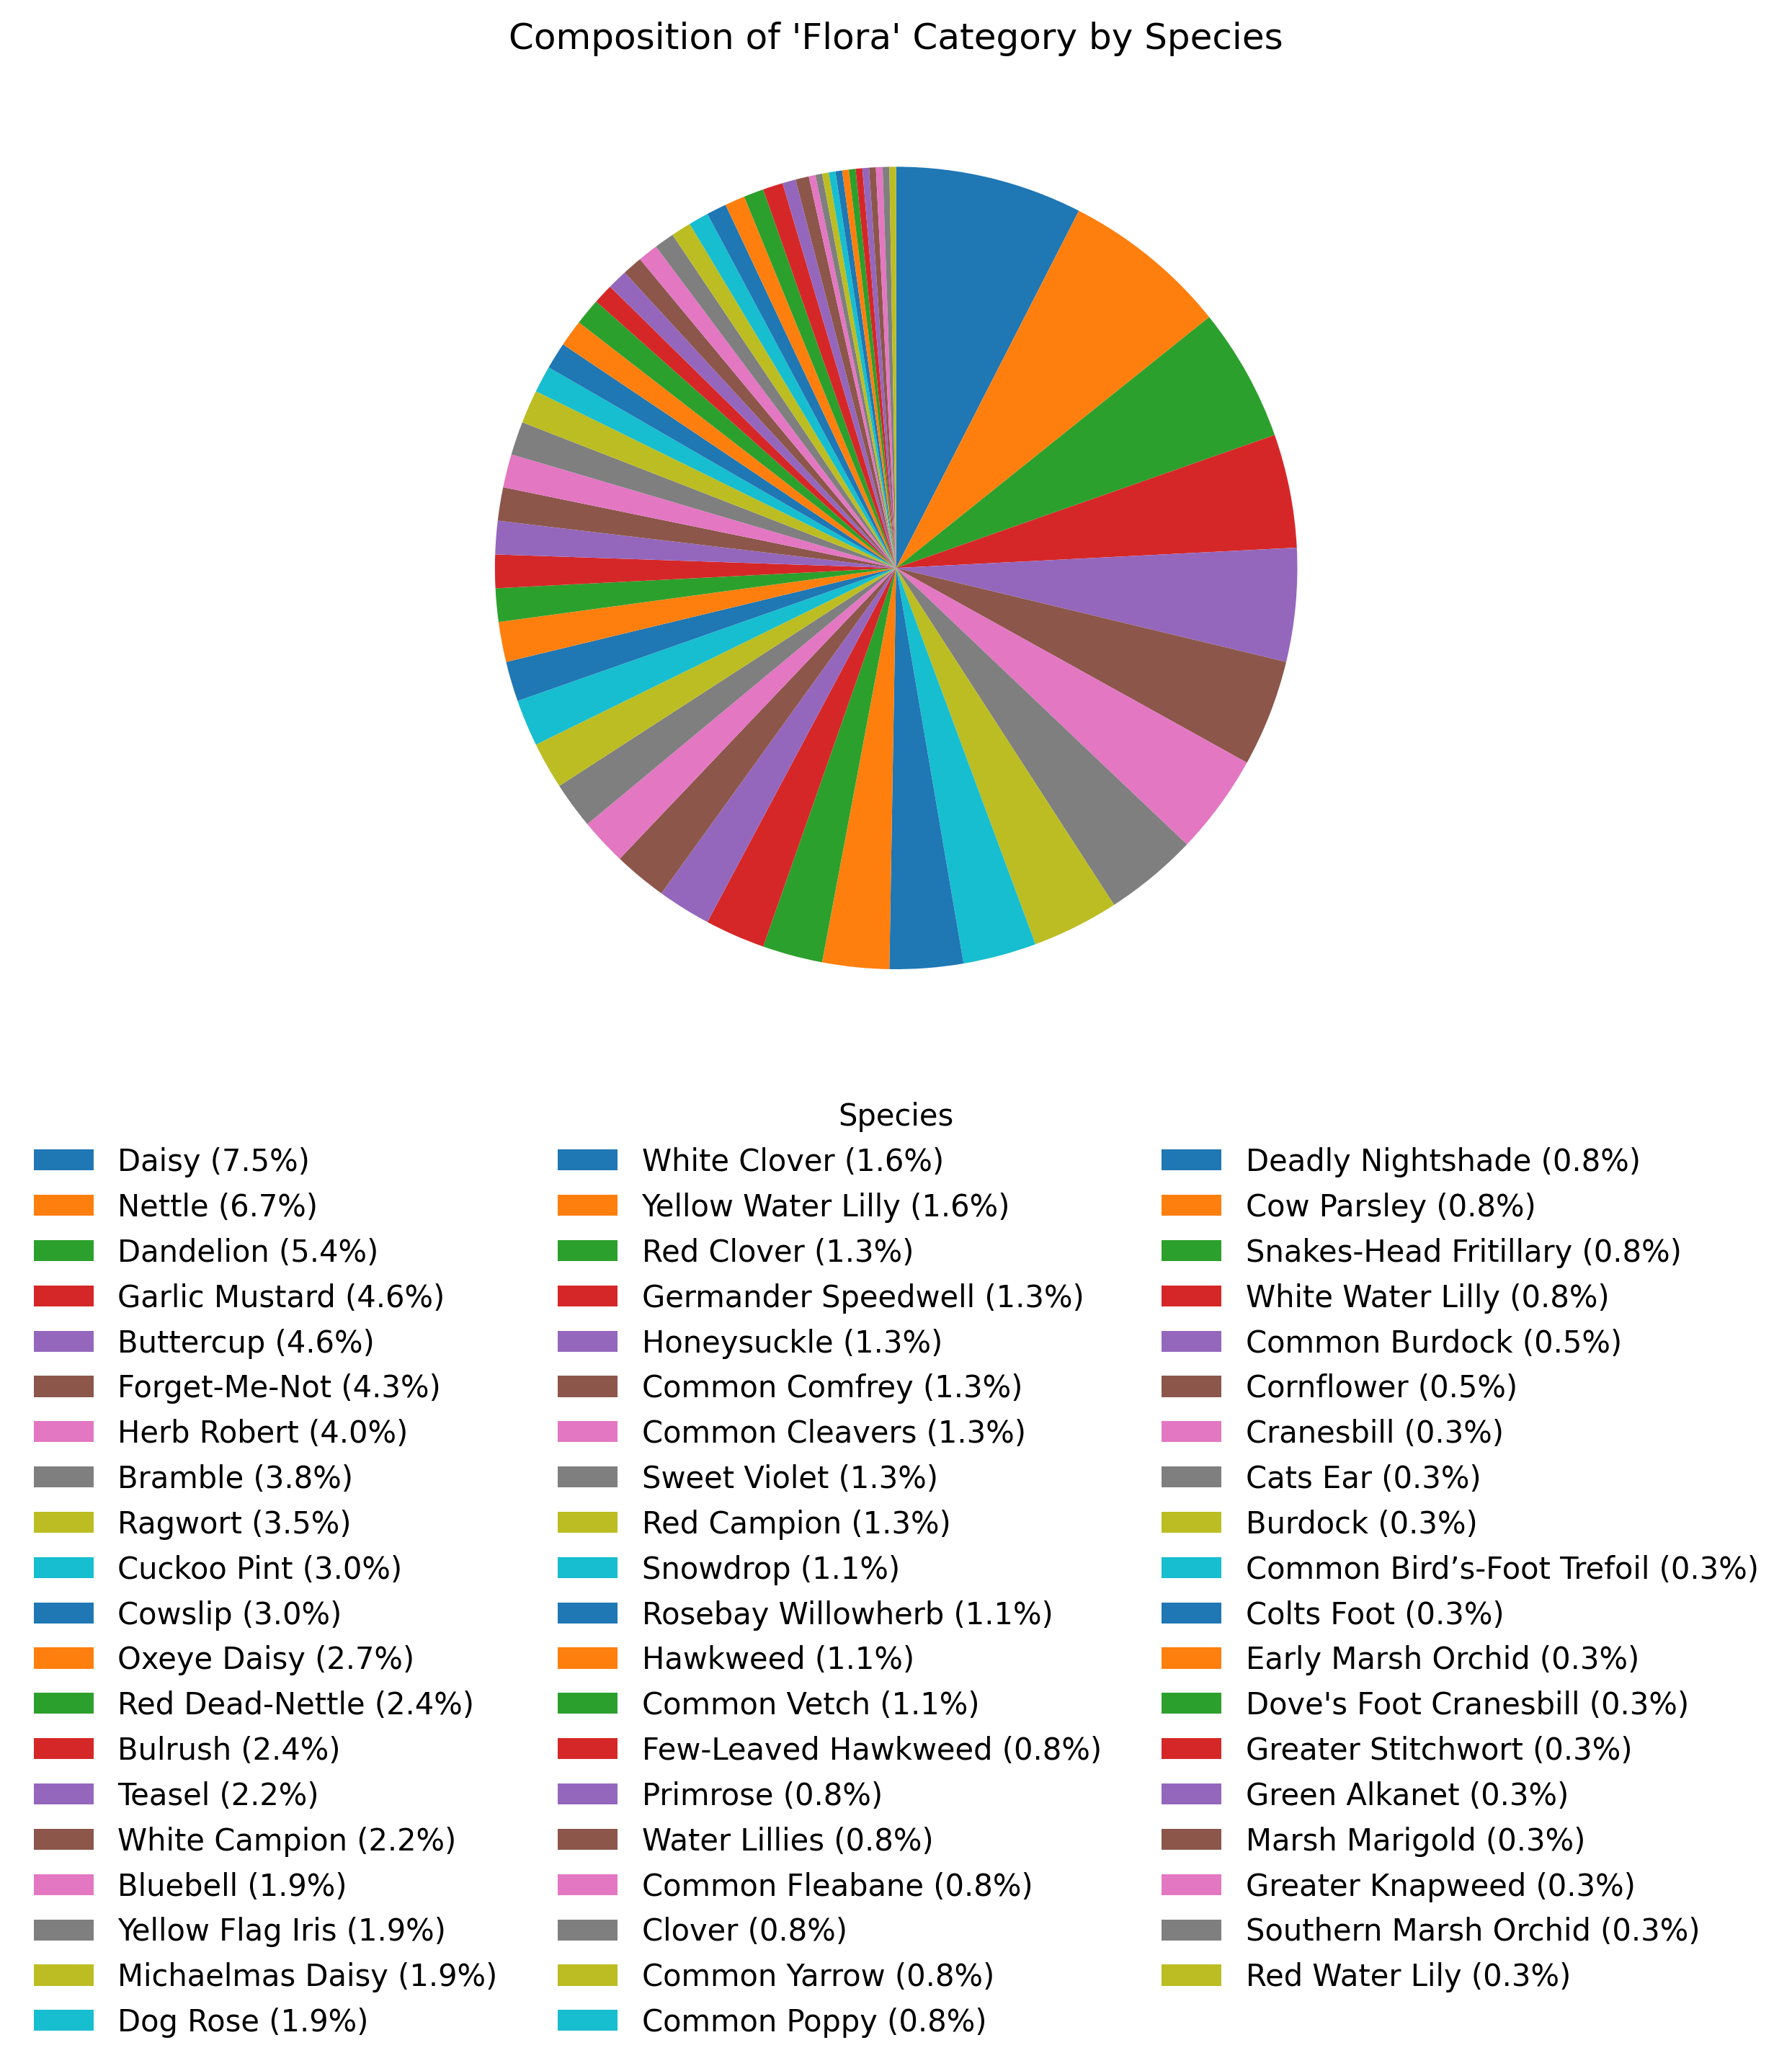 Composition of 'Flora' Category by Species
Species
Daisy (7.5%)
Nettle (6.7%)
Dandelion (5.4%)
Garlic Mustard (4.6%)
Buttercup (4.6%)
Forget-Me-Not (4.3%)
Herb Robert (4.0%)
Bramble (3.8%)
Ragwort (3.5%)
Cuckoo Pint (3.0%)
Cowslip (3.0%)
Oxeye Daisy (2.7%)
Red Dead-Nettle (2.4%)
Bulrush (2.4%)
Teasel (2.2%)
White Campion (2.2%)
Bluebell (1.9%)
Yellow Flag Iris (1.9%)
Michaelmas Daisy (1.9%)
Dog Rose (1.9%)
White Clover (1.6%)
Yellow Water Lilly (1.6%)
Red Clover (1.3%)
Germander Speedwell (1.3%)
Honeysuckle (1.3%)
Common Comfrey (1.3%)
Common Cleavers (1.3%)
Sweet Violet (1.3%)
Red Campion (1.3%)
Snowdrop (1.1%)
Rosebay Willowherb (1.1%)
Hawkweed (1.1%)
Common Vetch (1.1%)
Few-Leaved Hawkweed (0.8%)
Primrose (0.8%)
Water Lillies (0.8%)
Common Fleabane (0.8%)
Clover (0.8%)
Common Yarrow (0.8%)
Common Poppy (0.8%)
Deadly Nightshade (0.8%)
Cow Parsley (0.8%)
Snakes-Head Fritillary (0.8%)
White Water Lilly (0.8%)
Common Burdock (0.5%)
Cornflower (0.5%)
Cranesbill (0.3%)
Cats Ear (0.3%)
Burdock (0.3%)
Common Bird’s-Foot Trefoil (0.3%)
Colts Foot (0.3%)
Early Marsh Orchid (0.3%)
Dove's Foot Cranesbill (0.3%)
Greater Stitchwort (0.3%)
Green Alkanet (0.3%)
Marsh Marigold (0.3%)
Greater Knapweed (0.3%)
Southern Marsh Orchid (0.3%)
Red Water Lily (0.3%)